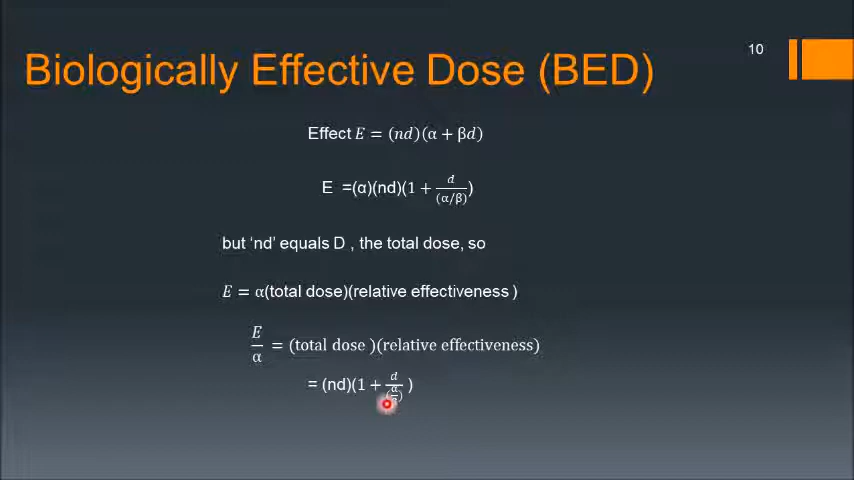 10
Biologically Effective Dose (BED)
Effect E = (nd)(α + βd)
E =(α)(nd)(1 + d/(α/β))
but ‘nd’ equals D , the total dose, so
E = α(total dose)(relative effectiveness )
E/α = (total dose )(relative effectiveness)
= (nd)(1 + d/(α/β) )